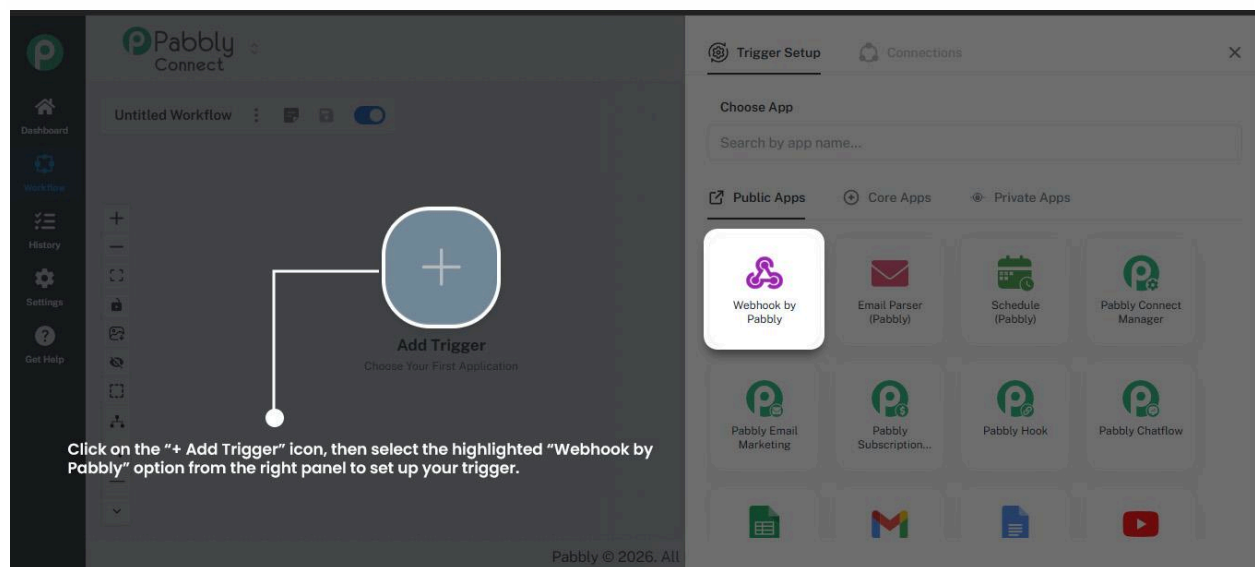 Pabbly
Connect
Trigger Setup
Connections
Dashboard
Untitled Workflow
Choose App
Search by app name...
Workflow
Public Apps
Core Apps
Private Apps
History
Settings
Get Help
Webhook by
Pabbly
Email Parser
(Pabbly)
Schedule
(Pabbly)
Pabbly Connect
Manager
Add Trigger
Choose Your First Application
Pabbly Email
Marketing
Pabbly
Subscription...
Pabbly Hook
Pabbly Chatflow
Click on the “+ Add Trigger” icon, then select the highlighted “Webhook by
Pabbly” option from the right panel to set up your trigger.
Pabbly © 2026. All